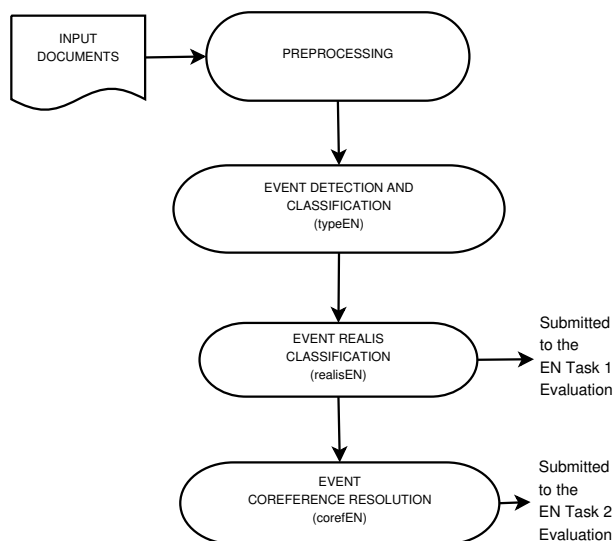 INPUT
DOCUMENTS
PREPROCESSING
EVENT DETECTION AND
CLASSIFICATION
(typeEN)
EVENT REALIS
CLASSIFICATION
(realisEN)
Submitted
to the
EN Task 1
Evaluation
EVENT
COREFERENCE RESOLUTION
(corefEN)
Submitted
to the
EN Task 2
Evaluation